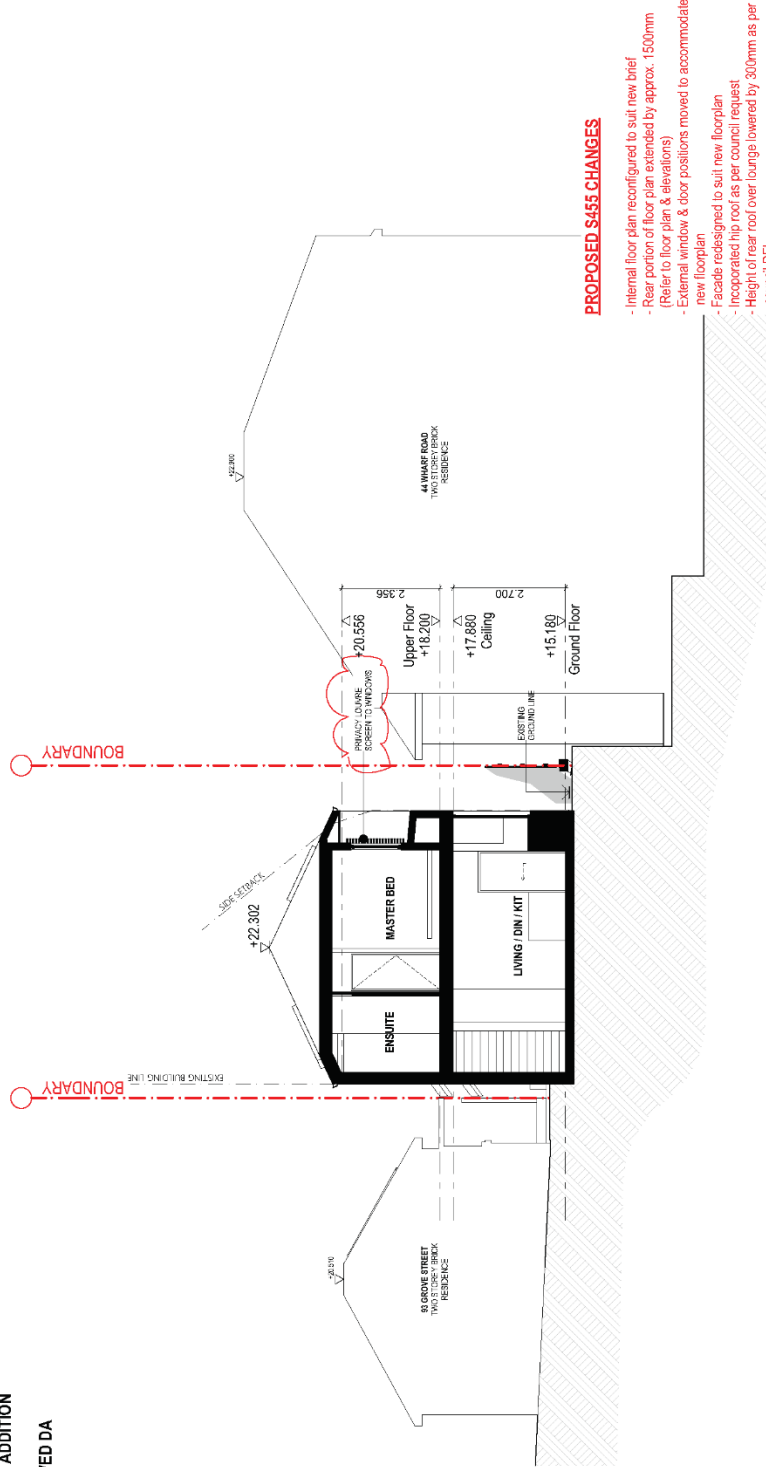 ADDITION
VED DA
BOUNDARY
BOUNDARY
EXISTING BUILDING LINE
SIDE SETBACK
+22.302
+20.510
93 GROVE STREET
TWO STOREY BRICK
RESIDENCE
ENSUITE
MASTER BED
LIVING / DIN / KIT
PRIVACY LOUVRE
SCREEN TO WINDOWS
EXISTING
GROUND LINE
+20.556
2.356
Upper Floor
+18.200
+17.880
Ceiling
2.700
+15.180
Ground Floor
+22.900
44 WHARF ROAD
TWO STOREY BRICK
RESIDENCE
PROPOSED S455 CHANGES
- Internal floor plan reconfigured to suit new brief
- Rear portion of floor plan extended by approx. 1500mm
(Refer to floor plan & elevations)
- External window & door positions moved to accommodate
new floorplan
- Facade redesigned to suit new floorplan
- Incoporated hip roof as per council request
- Height of rear roof over lounge lowered by 300mm as per